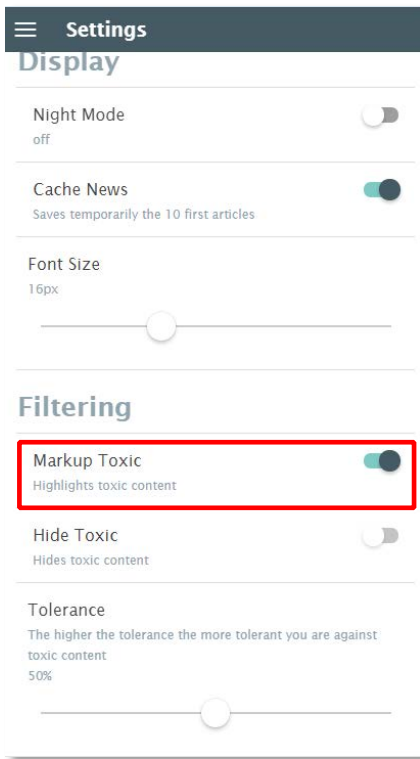 Settings
Display
Night Mode
off
Cache News
Saves temporarily the 10 first articles
Font Size
16px
Filtering
Markup Toxic
Highlights toxic content
Hide Toxic
Hides toxic content
Tolerance
The higher the tolerance the more tolerant you are against
toxic content
50%